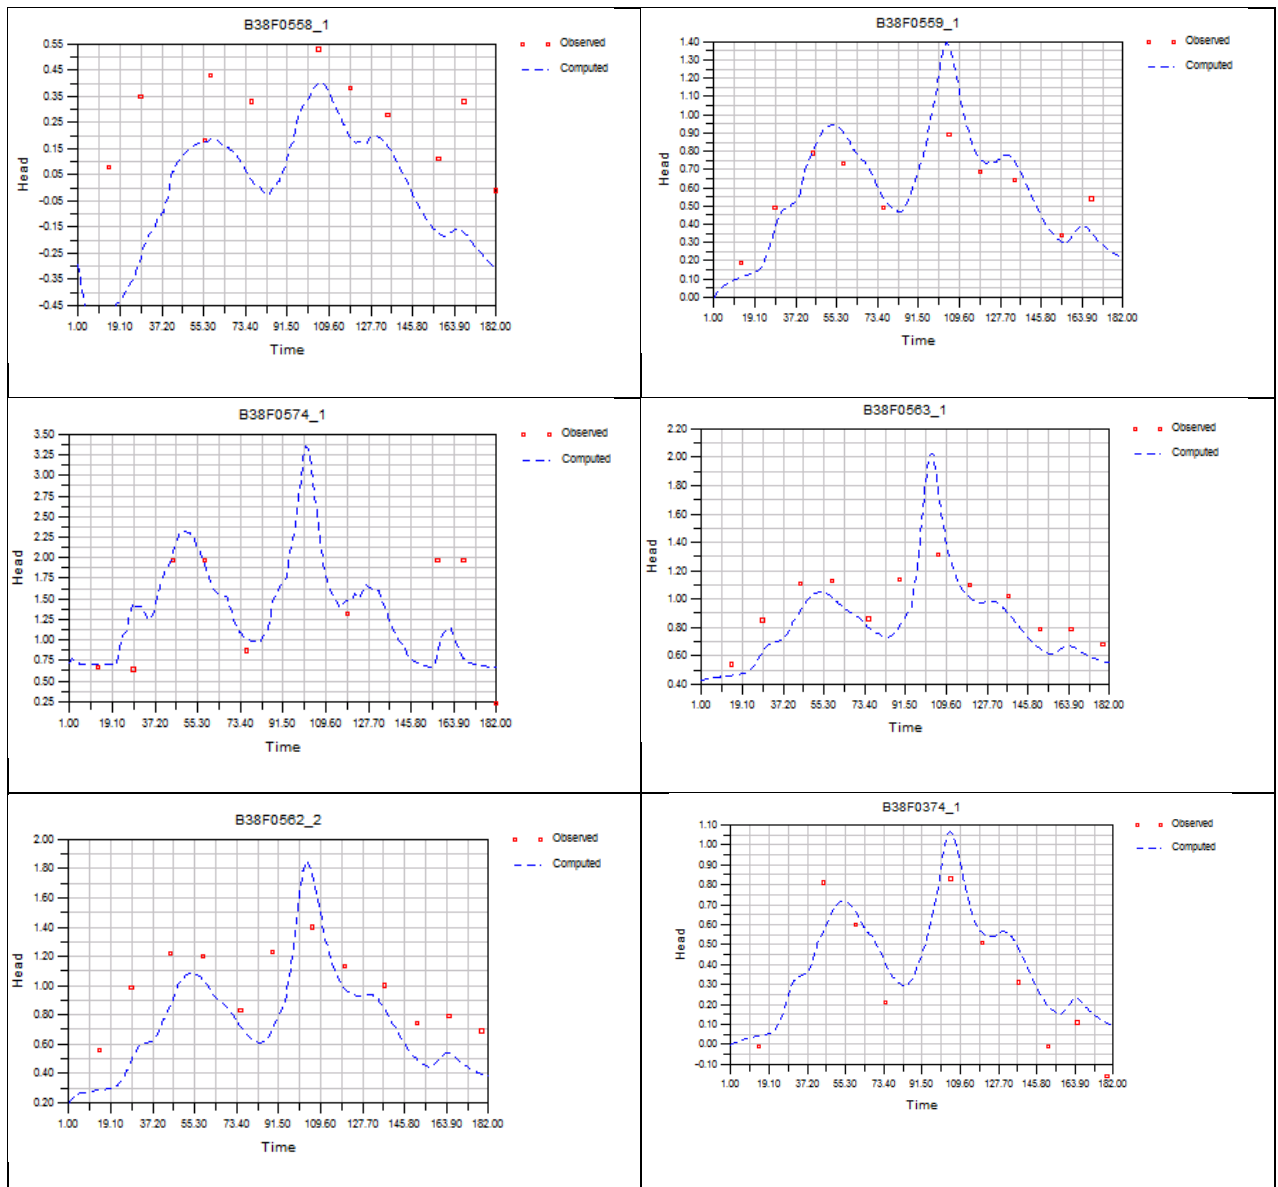 B38F0558_1
Observed
Computed
0.55
0.45
0.35
0.25
0.15
0.05
-0.05
-0.15
-0.25
-0.35
-0.45
Head
1.00 19.10 37.20 55.30 73.40 91.50 109.60 127.70 145.80 163.90 182.00
Time
B38F0559_1
Observed
Computed
1.40
1.30
1.20
1.10
1.00
0.90
0.80
0.70
0.60
0.50
0.40
0.30
0.20
0.10
0.00
Head
1.00 19.10 37.20 55.30 73.40 91.50 109.60 127.70 145.80 163.90 182.00
Time
B38F0574_1
Observed
Computed
3.50
3.25
3.00
2.75
2.50
2.25
2.00
1.75
1.50
1.25
1.00
0.75
0.50
0.25
Head
1.00 19.10 37.20 55.30 73.40 91.50 109.60 127.70 145.80 163.90 182.00
Time
B38F0563_1
Observed
Computed
2.20
2.00
1.80
1.60
1.40
1.20
1.00
0.80
0.60
0.40
Head
1.00 19.10 37.20 55.30 73.40 91.50 109.60 127.70 145.80 163.90 182.00
Time
B38F0562_2
Observed
Computed
2.00
1.80
1.60
1.40
1.20
1.00
0.80
0.60
0.40
0.20
Head
1.00 19.10 37.20 55.30 73.40 91.50 109.60 127.70 145.80 163.90 182.00
Time
B38F0374_1
Observed
Computed
1.10
1.00
0.90
0.80
0.70
0.60
0.50
0.40
0.30
0.20
0.10
0.00
-0.10
Head
1.00 19.10 37.20 55.30 73.40 91.50 109.60 127.70 145.80 163.90 182.00
Time